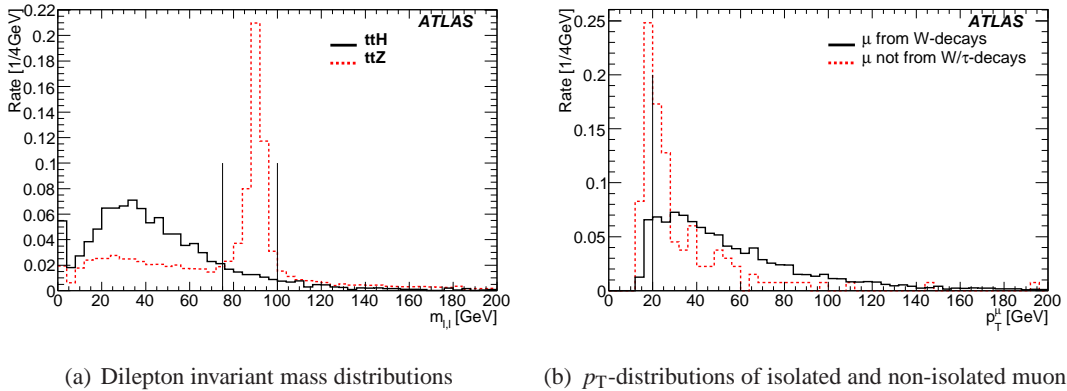 Rate [1/4GeV]
0.22
0.2
0.18
0.16
0.14
0.12
0.1
0.08
0.06
0.04
0.02
0
ATLAS
ttH
ttZ
0 20 40 60 80 100 120 140 160 180 200
m_{l,l} [GeV]
(a) Dilepton invariant mass distributions
Rate [1/4GeV]
0.25
0.2
0.15
0.1
0.05
0
ATLAS
μ from W-decays
μ not from W/τ-decays
0 20 40 60 80 100 120 140 160 180 200
p_T^μ [GeV]
(b) p_T-distributions of isolated and non-isolated muon